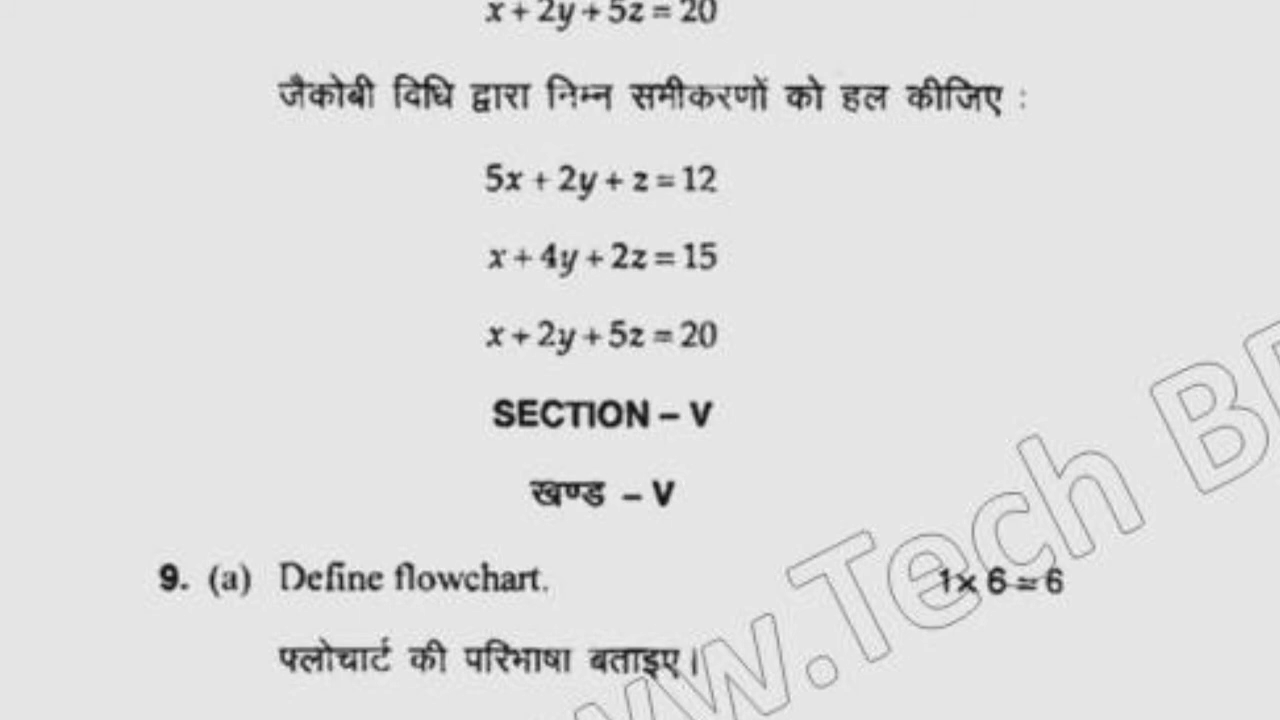 x + 2y + 5z = 20
जैकोबी विधि द्वारा निम्न समीकरणों को हल कीजिए :
5x + 2y + z = 12
x + 4y + 2z = 15
x + 2y + 5z = 20
SECTION – V
खण्ड – V
9. (a) Define flowchart. 1× 6 = 6
फ्लोचार्ट की परिभाषा बताइए।
w.Tech B